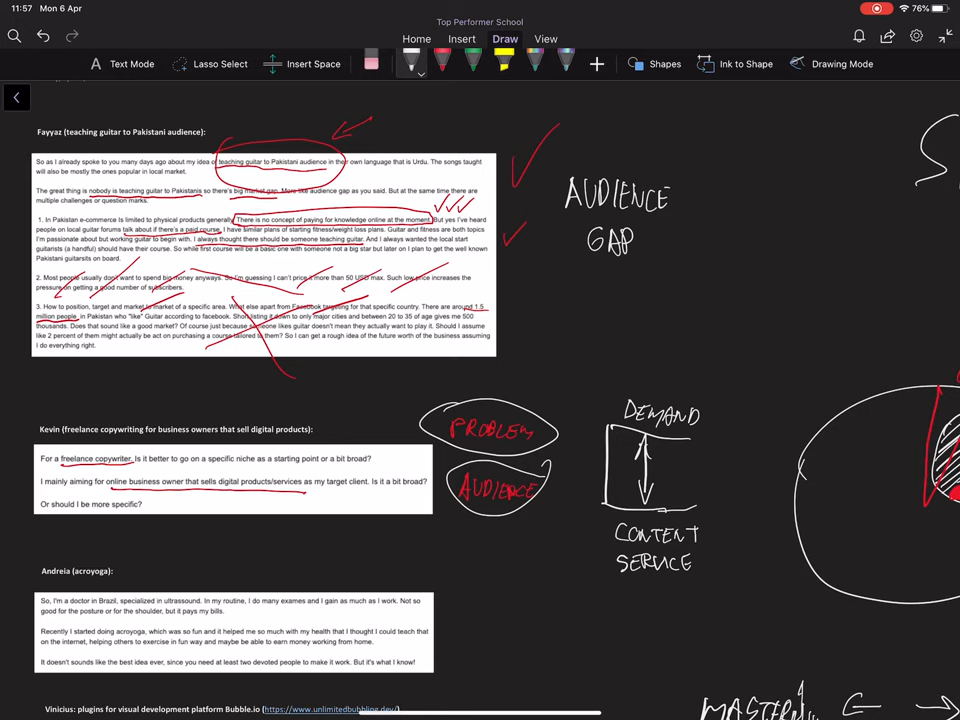 11:57 Mon 6 Apr
76%
Top Performer School
Home Insert Draw View
Text Mode Lasso Select Insert Space Shapes Ink to Shape Drawing Mode
Fayyaz (teaching guitar to Pakistani audience):
So as I already spoke to you many days ago about my idea of teaching guitar to Pakistani audience in their own language that is Urdu. The songs taught
will also be mostly the ones popular in local market.
The great thing is nobody is teaching guitar to Pakistanis so there's big market gap. More like audience gap as you said. But at the same time there are
multiple challenges or question marks.
1. In Pakistan e-commerce Is limited to physical products generally. There is no concept of paying for knowledge online at the moment. But yes I've heard
people on local guitar forums talk about if there's a paid course. I have similar plans of starting fitness/weight loss plans. Guitar and fitness are both topics
I'm passionate about but working guitar to begin with. I always thought there should be someone teaching guitar. And I always wanted the local start
guitarists (a handful) should have their course. So while first course will be a basic one with someone not a big star but later on I plan to get the well known
Pakistani guitarsits on board.
2. Most people usually don't want to spend big money anyways. So I'm guessing I can't price it more than 50 USD max. Such low price increases the
pressure on getting a good number of subscribers.
3. How to position, target and market to market of a specific area. What else apart from Facebook targeting for that specific country. There are around 1.5
million people in Pakistan who "like" Guitar according to facebook. Short listing it down to only major cities and between 20 to 35 of age gives me 500
thousands. Does that sound like a good market? Of course just because someone likes guitar doesn't mean they actually want to play it. Should I assume
like 2 percent of them might actually be act on purchasing a course tailored to them? So I can get a rough idea of the future worth of the business assuming
I do everything right.
AUDIENCE
GAP
Kevin (freelance copywriting for business owners that sell digital products):
For a freelance copywriter, Is it better to go on a specific niche as a starting point or a bit broad?
I mainly aiming for online business owner that sells digital products/services as my target client. Is it a bit broad?
Or should I be more specific?
PROBLEM
AUDIENCE
DEMAND
CONTENT
SERVICE
Andreia (acroyoga):
So, I'm a doctor in Brazil, specialized in ultrassound. In my routine, I do many exames and I gain as much as I work. Not so
good for the posture or for the shoulder, but it pays my bills.
Recently I started doing acroyoga, which was so fun and it helped me so much with my health that I thought I could teach that
on the internet, helping others to exercise in fun way and maybe be able to earn money working from home.
It doesn't sounds like the best idea ever, since you need at least two devoted people to make it work. But it's what I know!
Vinicius: plugins for visual development platform Bubble.io (https://www.unlimitedbubbling.dev/)